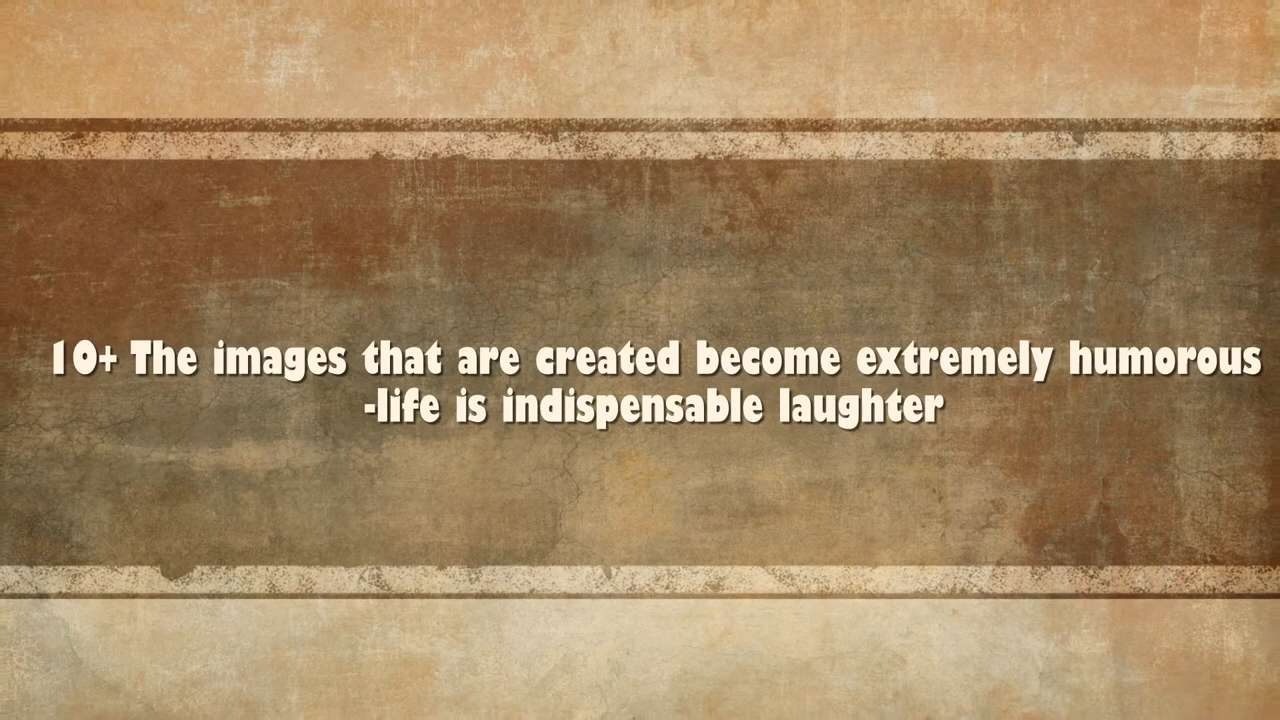 10+ The images that are created become extremely humorous
-life is indispensable laughter